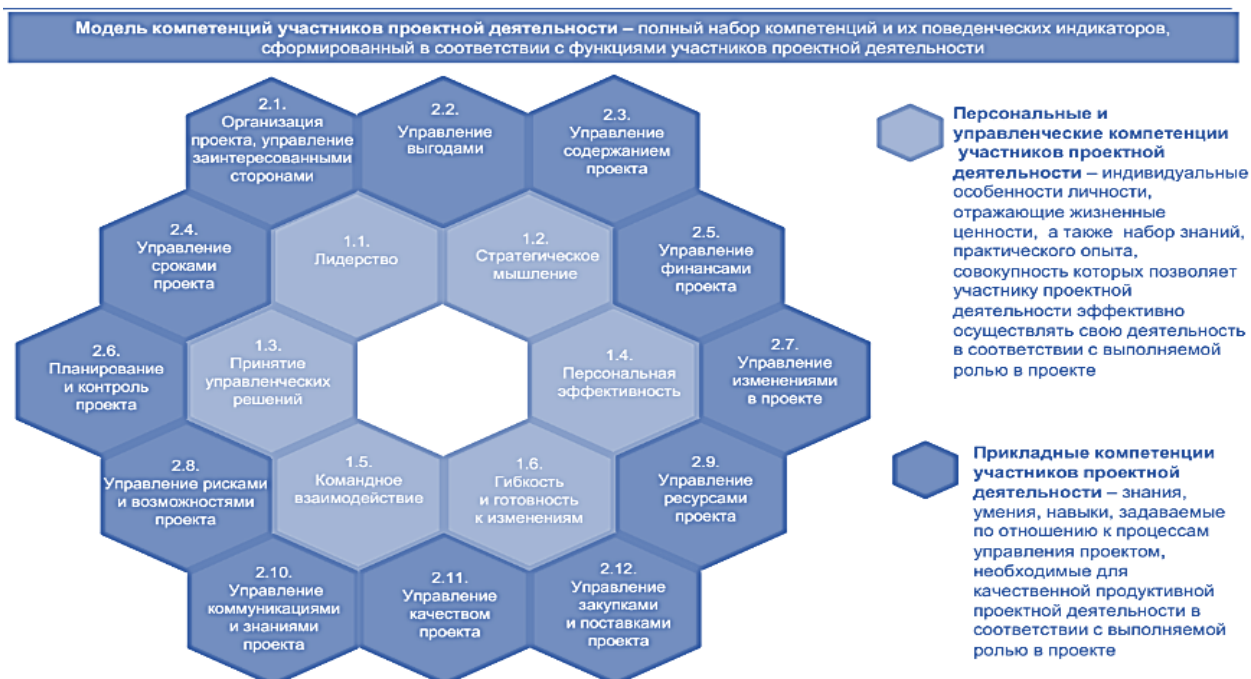 Модель компетенций участников проектной деятельности – полный набор компетенций и их поведенческих индикаторов,
сформированный в соответствии с функциями участников проектной деятельности
2.1.
Организация
проекта, управление
заинтересованными
сторонами
2.2.
Управление
выгодами
2.3.
Управление
содержанием
проекта
2.4.
Управление
сроками
проекта
1.1.
Лидерство
1.2.
Стратегическое
мышление
2.5.
Управление
финансами
проекта
2.6.
Планирование
и контроль
проекта
1.3.
Принятие
управленческих
решений
1.4.
Персональная
эффективность
2.7.
Управление
изменениями
в проекте
2.8.
Управление рисками
и возможностями
проекта
1.5.
Командное
взаимодействие
1.6.
Гибкость
и готовность
к изменениям
2.9.
Управление
ресурсами
проекта
2.10.
Управление
коммуникациями
и знаниями
проекта
2.11.
Управление
качеством
проекта
2.12.
Управление
закупками
и поставками
проекта
Персональные и
управленческие компетенции
участников проектной
деятельности – индивидуальные
особенности личности,
отражающие жизненные
ценности, а также набор знаний,
практического опыта,
совокупность которых позволяет
участнику проектной
деятельности эффективно
осуществлять свою деятельность
в соответствии с выполняемой
ролью в проекте
Прикладные компетенции
участников проектной
деятельности – знания,
умения, навыки, задаваемые
по отношению к процессам
управления проектом,
необходимые для
качественной продуктивной
проектной деятельности в
соответствии с выполняемой
ролью в проекте